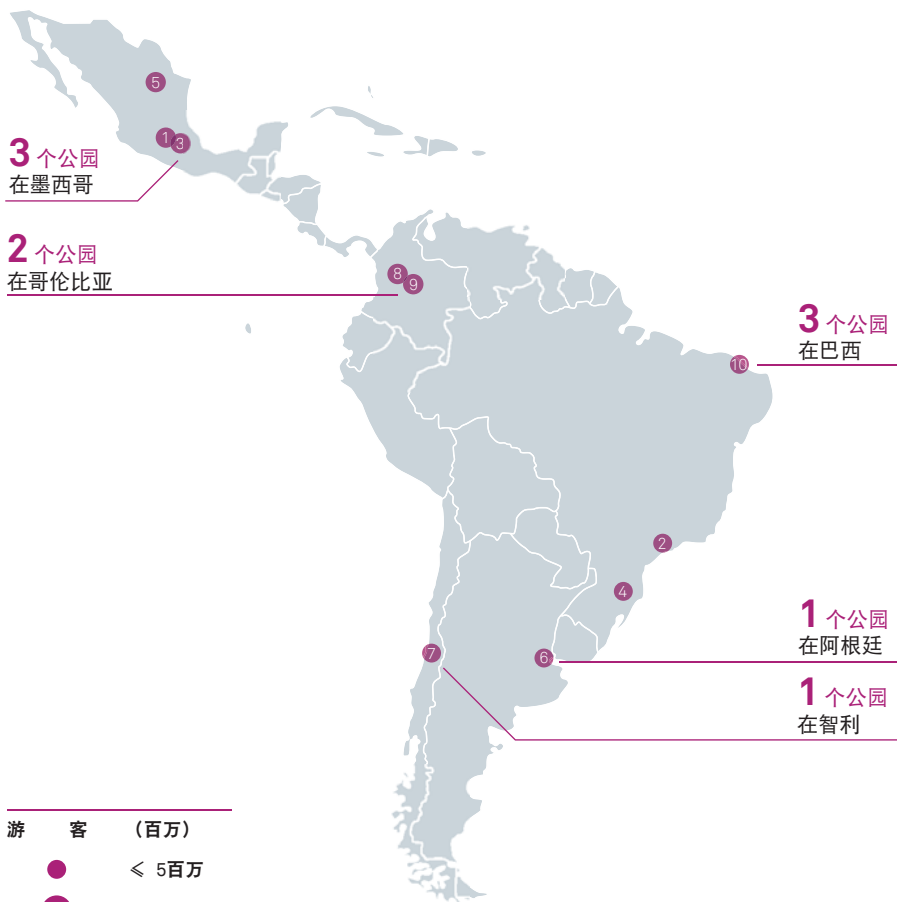 5
1
3
3 个公园
在墨西哥
2 个公园
在哥伦比亚
8
9
3 个公园
在巴西
10
2
4
1 个公园
在阿根廷
6
7
1 个公园
在智利
游 客 （百万）
≤ 5百万